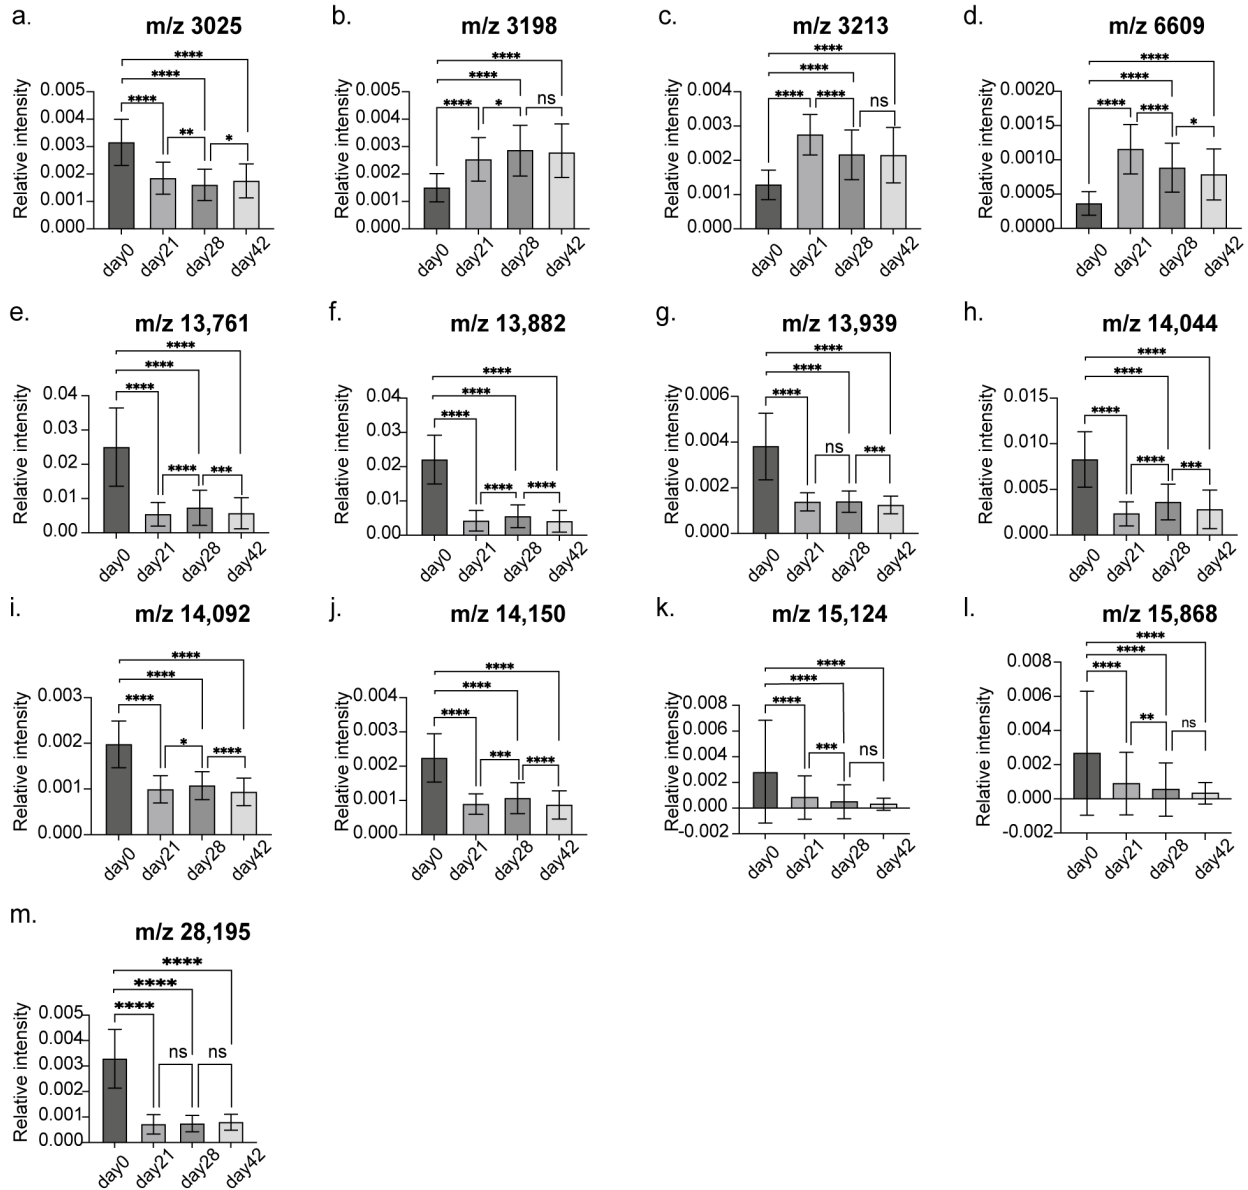 a.
m/z 3025
Relative intensity
0.005
0.004
0.003
0.002
0.001
0.000
****
****
****
**
*
day0
day21
day28
day42
b.
m/z 3198
Relative intensity
0.005
0.004
0.003
0.002
0.001
0.000
****
****
****
*
ns
day0
day21
day28
day42
c.
m/z 3213
Relative intensity
0.004
0.003
0.002
0.001
0.000
****
****
****
****
ns
day0
day21
day28
day42
d.
m/z 6609
Relative intensity
0.0020
0.0015
0.0010
0.0005
0.0000
****
****
****
****
*
day0
day21
day28
day42
e.
m/z 13,761
Relative intensity
0.04
0.03
0.02
0.01
0.00
****
****
****
****
***
day0
day21
day28
day42
f.
m/z 13,882
Relative intensity
0.04
0.03
0.02
0.01
0.00
****
****
****
****
****
day0
day21
day28
day42
g.
m/z 13,939
Relative intensity
0.006
0.004
0.002
0.000
****
****
****
ns
***
day0
day21
day28
day42
h.
m/z 14,044
Relative intensity
0.015
0.010
0.005
0.000
****
****
****
****
***
day0
day21
day28
day42
i.
m/z 14,092
Relative intensity
0.003
0.002
0.001
0.000
****
****
****
*
****
day0
day21
day28
day42
j.
m/z 14,150
Relative intensity
0.004
0.003
0.002
0.001
0.000
****
****
****
***
****
day0
day21
day28
day42
k.
m/z 15,124
Relative intensity
0.008
0.006
0.004
0.002
0.000
-0.002
****
****
****
***
ns
day0
day21
day28
day42
l.
m/z 15,868
Relative intensity
0.008
0.006
0.004
0.002
0.000
-0.002
****
****
****
**
ns
day0
day21
day28
day42
m.
m/z 28,195
Relative intensity
0.005
0.004
0.003
0.002
0.001
0.000
****
****
****
ns
ns
day0
day21
day28
day42